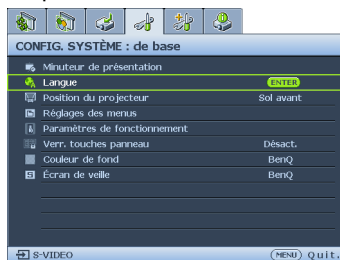 CONFIG. SYSTÈME : de base
Minuteur de présentation
Langue ENTER
Position du projecteur Sol avant
Réglages des menus
Paramètres de fonctionnement
Verr. touches panneau Désact.
Couleur de fond BenQ
Écran de veille BenQ
S-VIDEO MENU Quit.